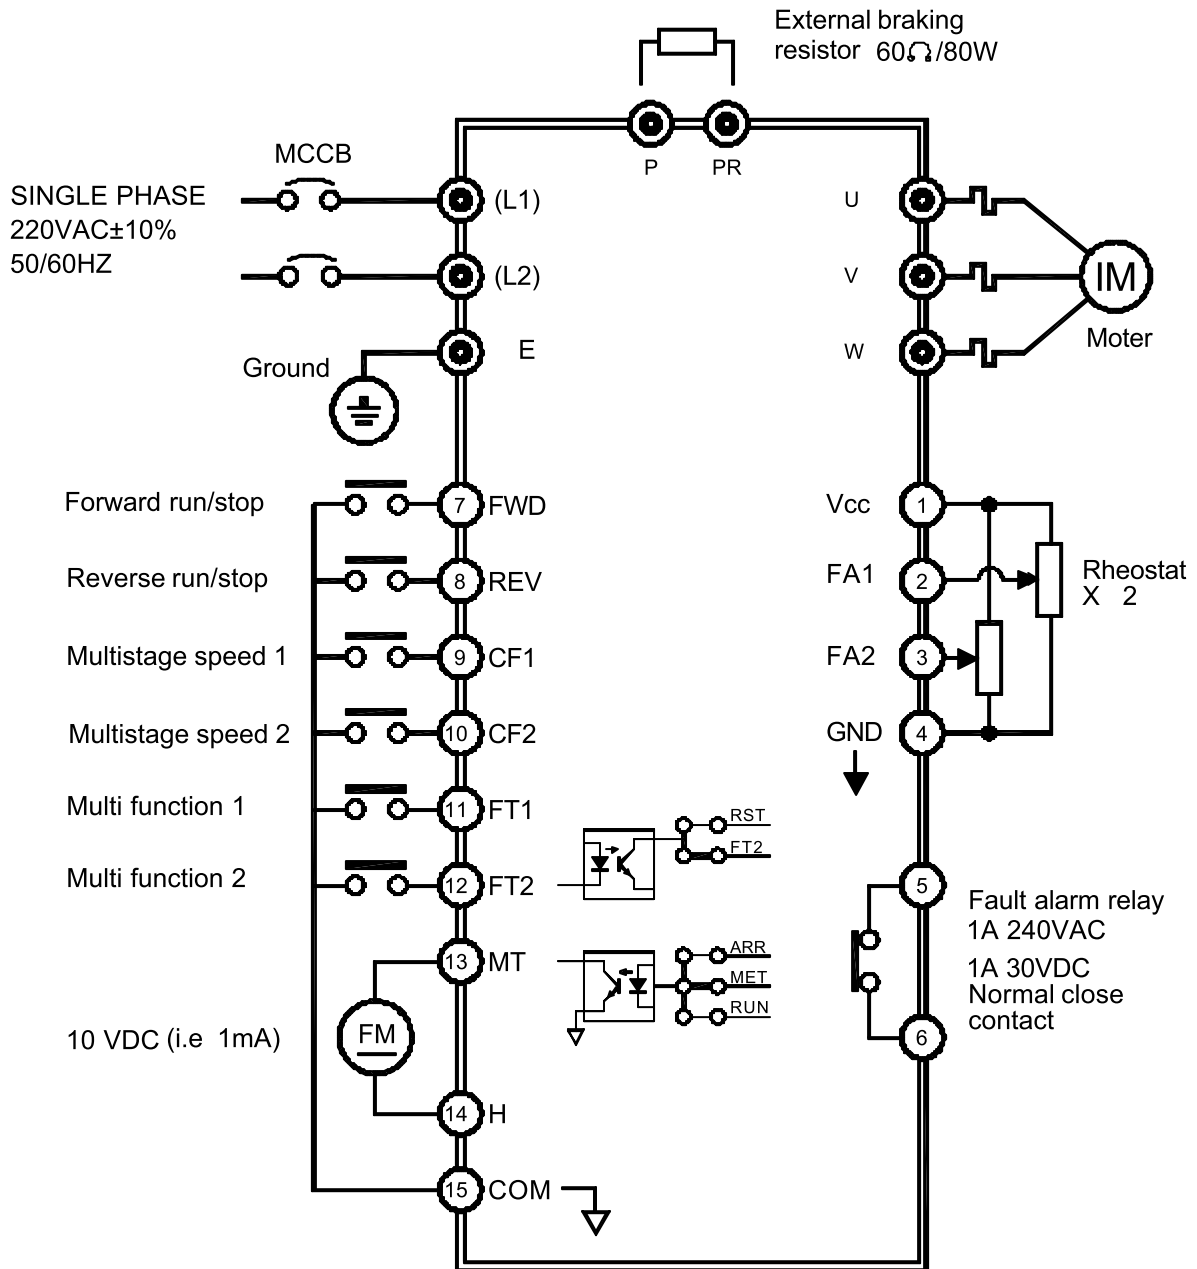 External braking
resistor 60Ω/80W
P
PR
MCCB
SINGLE PHASE
220VAC±10%
50/60HZ
(L1)
(L2)
E
Ground
U
V
W
IM
Moter
Forward run/stop
7
FWD
Reverse run/stop
8
REV
Multistage speed 1
9
CF1
Multistage speed 2
10
CF2
Multi function 1
11
FT1
Multi function 2
12
FT2
13
MT
10 VDC (i.e 1mA)
FM
14
H
15
COM
Vcc
1
FA1
2
FA2
3
GND
4
Rheostat
X 2
RST
FT2
ARR
MET
RUN
5
6
Fault alarm relay
1A 240VAC
1A 30VDC
Normal close
contact